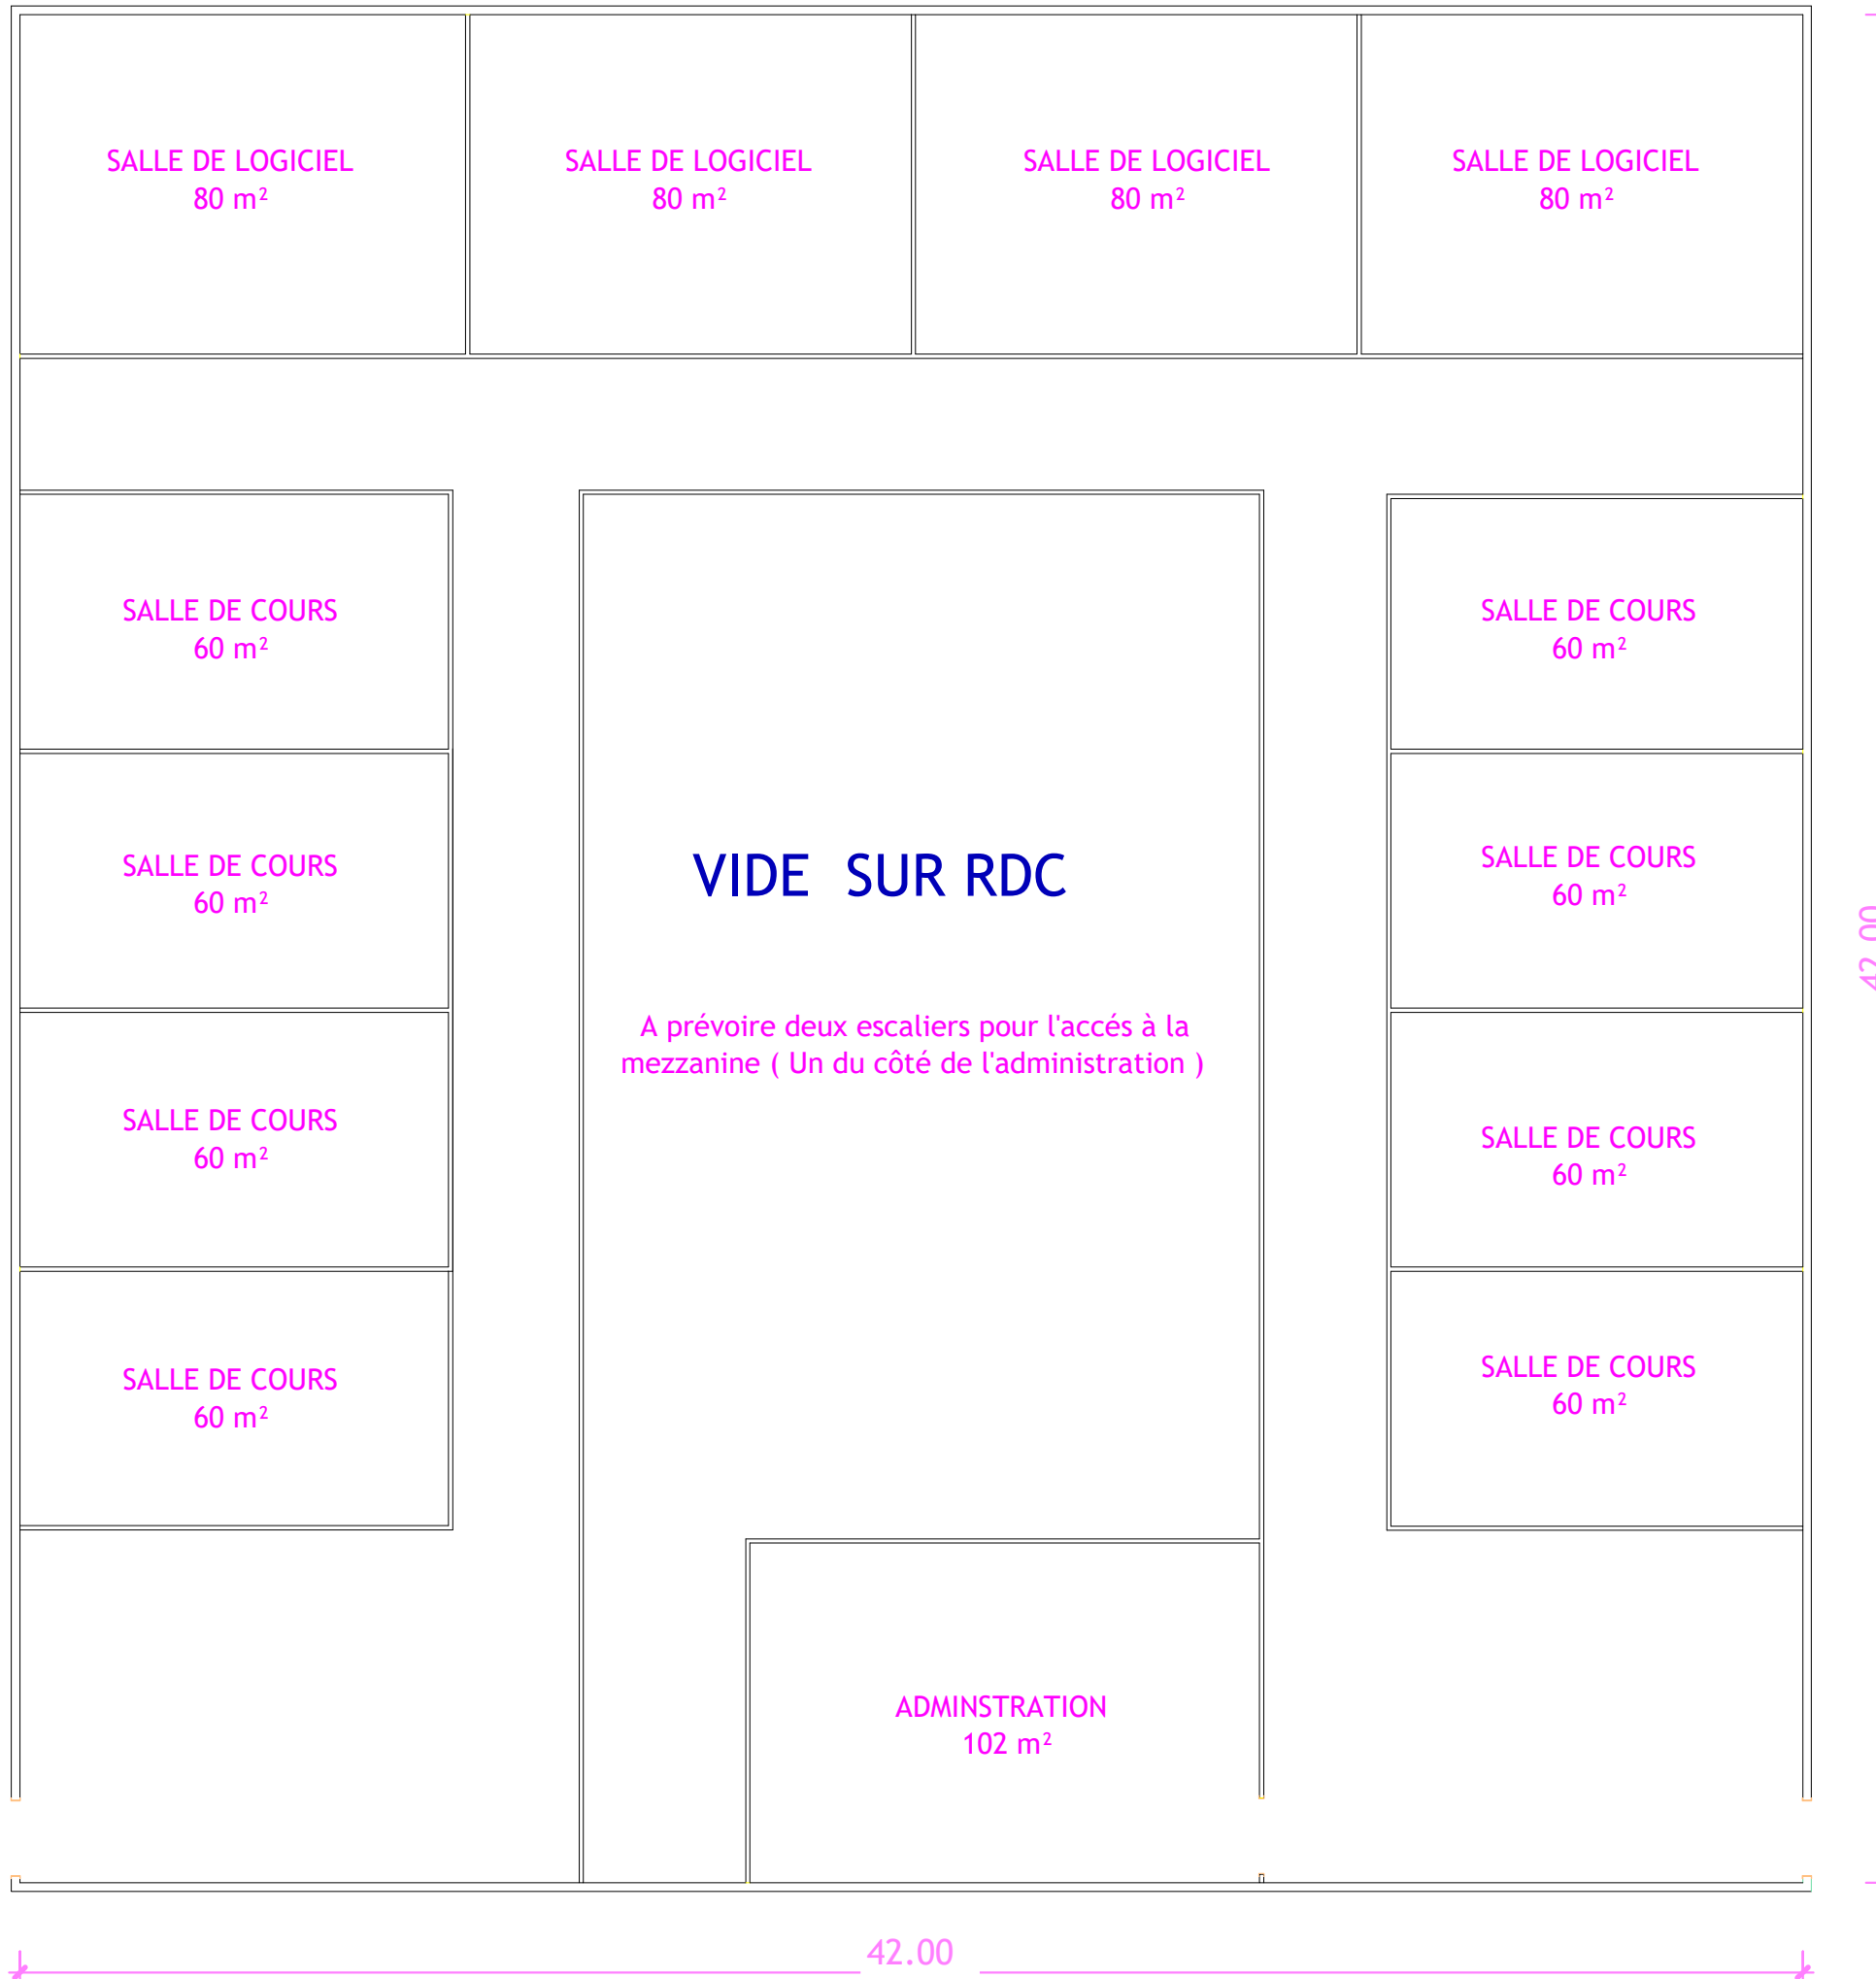 SALLE DE LOGICIEL
80 m²
SALLE DE LOGICIEL
80 m²
SALLE DE LOGICIEL
80 m²
SALLE DE LOGICIEL
80 m²
SALLE DE COURS
60 m²
SALLE DE COURS
60 m²
SALLE DE COURS
60 m²
SALLE DE COURS
60 m²
VIDE SUR RDC
A prévoire deux escaliers pour l'accés à la
mezzanine ( Un du côté de l'administration )
SALLE DE COURS
60 m²
SALLE DE COURS
60 m²
SALLE DE COURS
60 m²
SALLE DE COURS
60 m²
ADMINSTRATION
102 m²
42.00
42.00